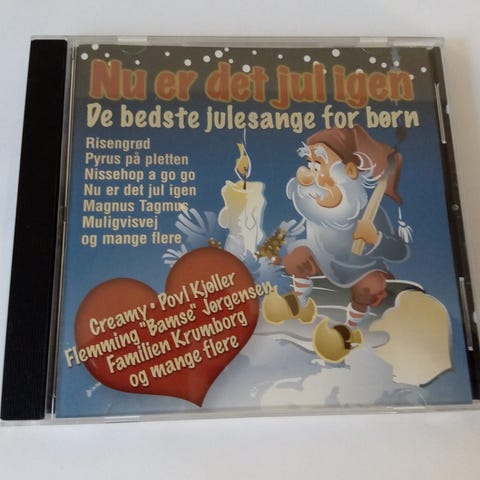 Nu er det jul igen
De bedste julesange for børn
Risengrød
Pyrus på pletten
Nissehop a go go
Nu er det jul igen
Magnus Tagmus
Muligvisvej
og mange flere
Creamy • Povl Kjøller
Flemming "Bamse" Jørgensen
Familien Krumborg
og mange flere